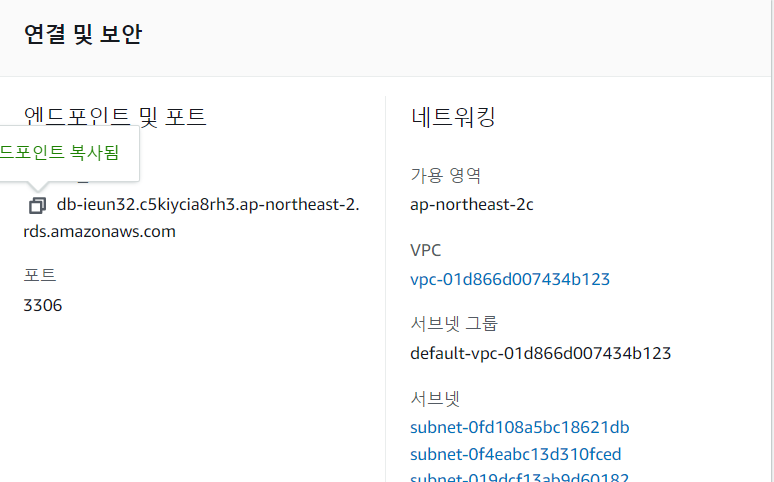 연결 및 보안
엔드포인트 및 포트
드포인트 복사됨
db-ieun32.c5kiycia8rh3.ap-northeast-2.
rds.amazonaws.com
포트
3306
네트워킹
가용 영역
ap-northeast-2c
VPC
vpc-01d866d007434b123
서브넷 그룹
default-vpc-01d866d007434b123
서브넷
subnet-0fd108a5bc18621db
subnet-0f4eabc13d310fced
subnet-019dcf13ab9d60182